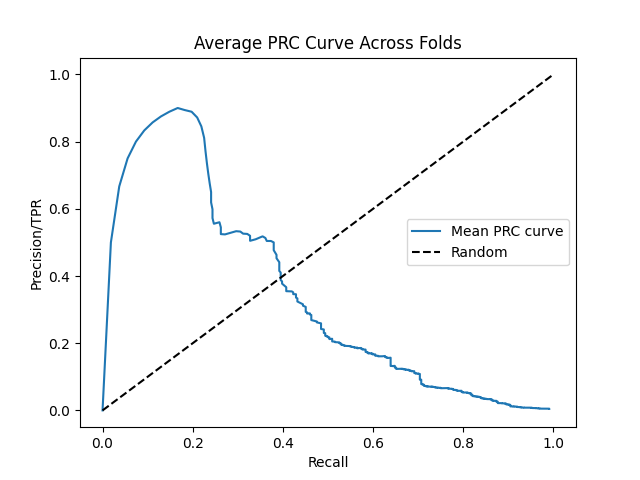 Average PRC Curve Across Folds
Precision/TPR
1.0
0.8
0.6
0.4
0.2
0.0
Mean PRC curve
Random
0.0 0.2 0.4 0.6 0.8 1.0
Recall